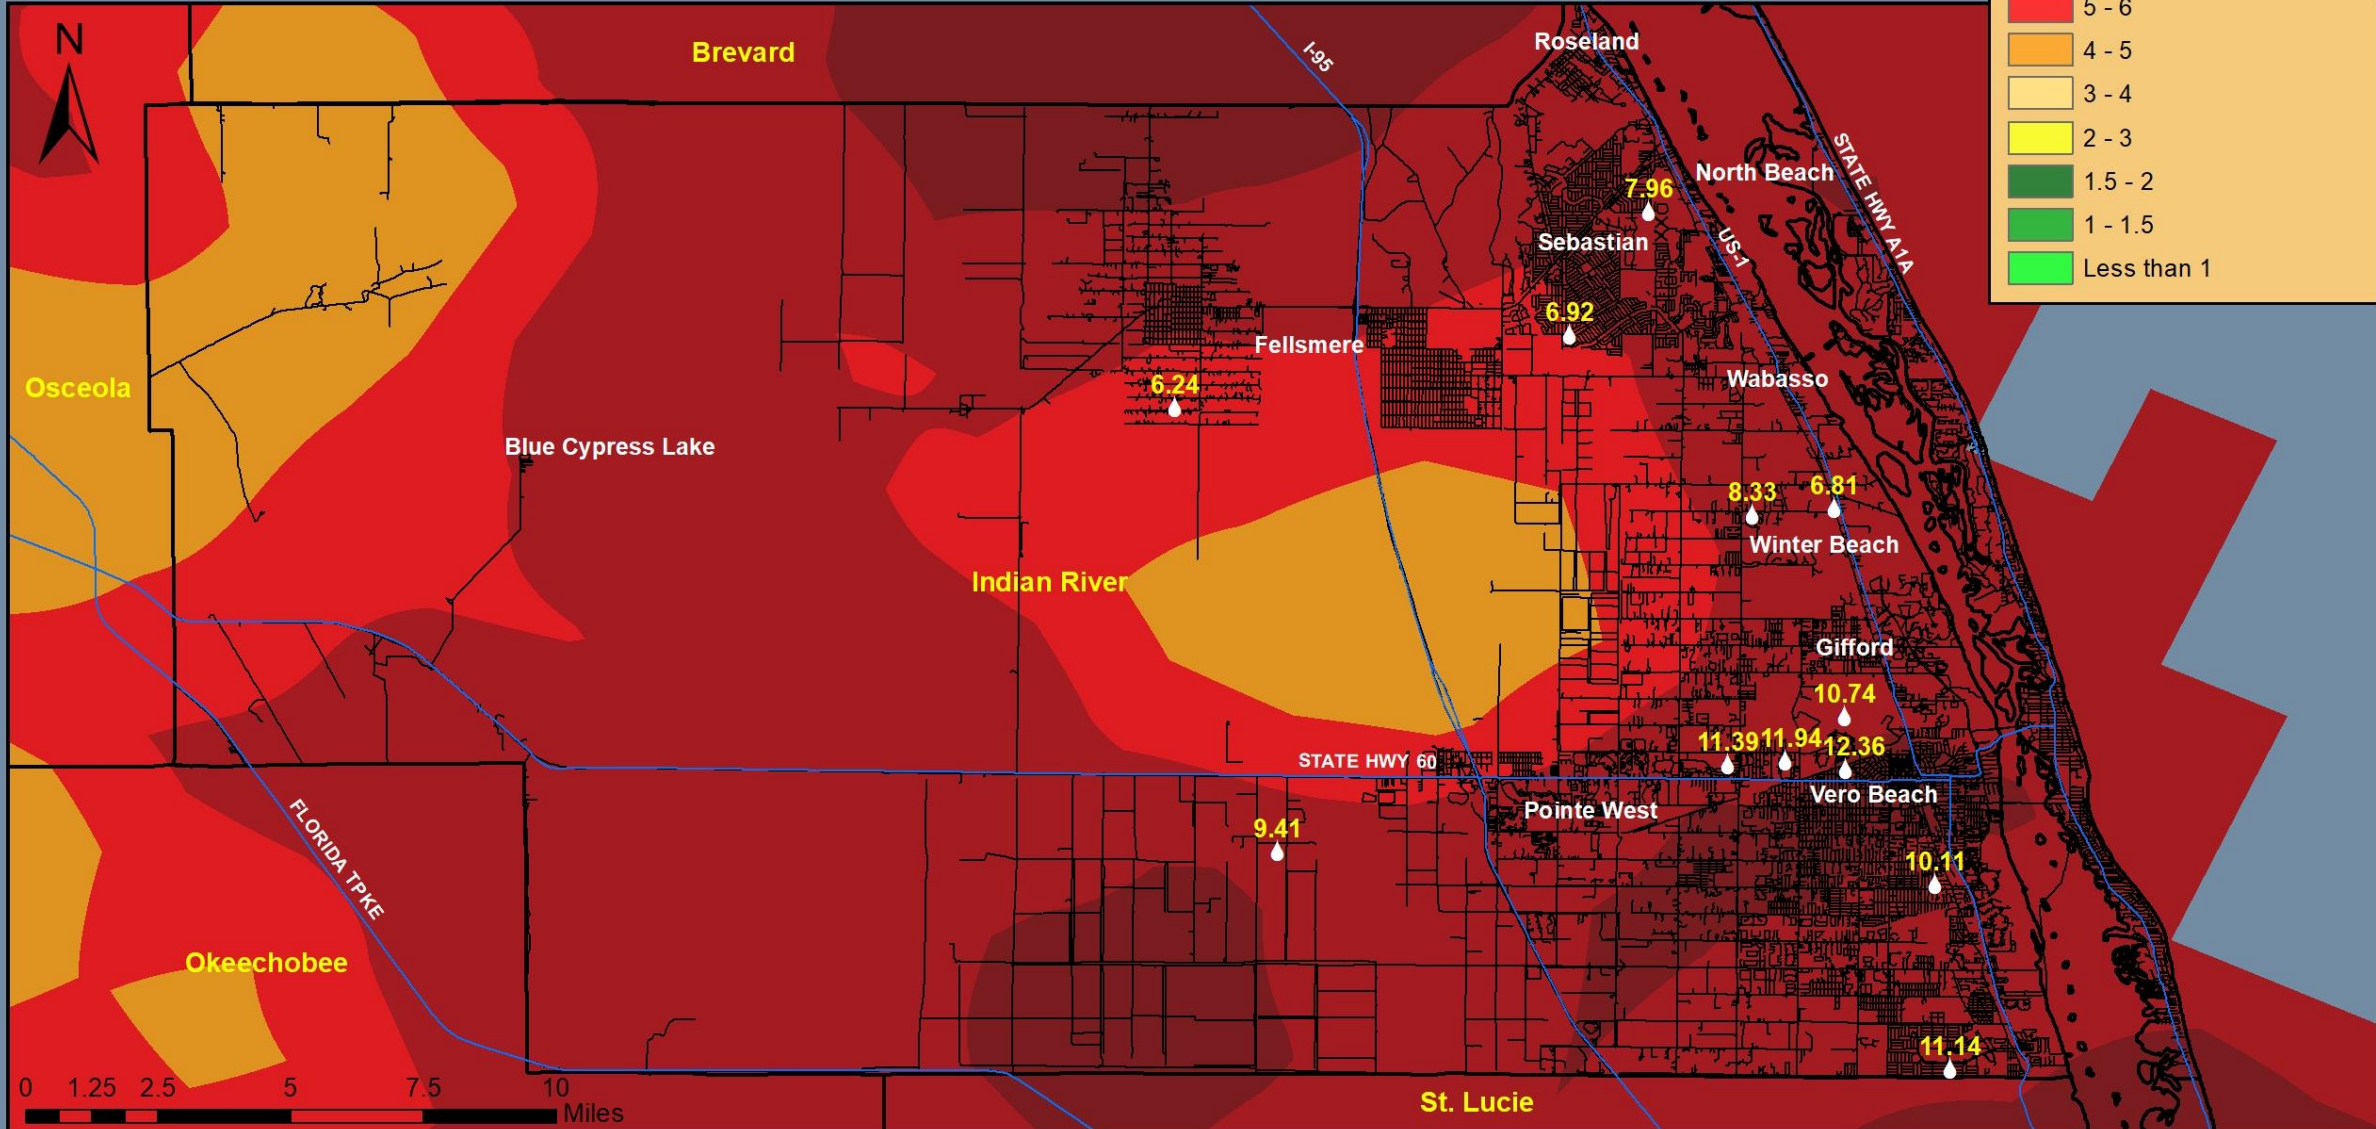 5 - 6
4 - 5
3 - 4
2 - 3
1.5 - 2
1 - 1.5
Less than 1
N
Brevard
I-95
Roseland
STATE HWY A1A
North Beach
7.96
US-1
Sebastian
6.92
Fellsmere
Wabasso
6.24
Osceola
Blue Cypress Lake
8.33
6.81
Winter Beach
Indian River
Gifford
10.74
11.39
11.94
12.36
STATE HWY 60
Vero Beach
Pointe West
9.41
FLORIDA TPKE
10.11
Okeechobee
11.14
0 1.25 2.5 5 7.5 10
Miles
St. Lucie